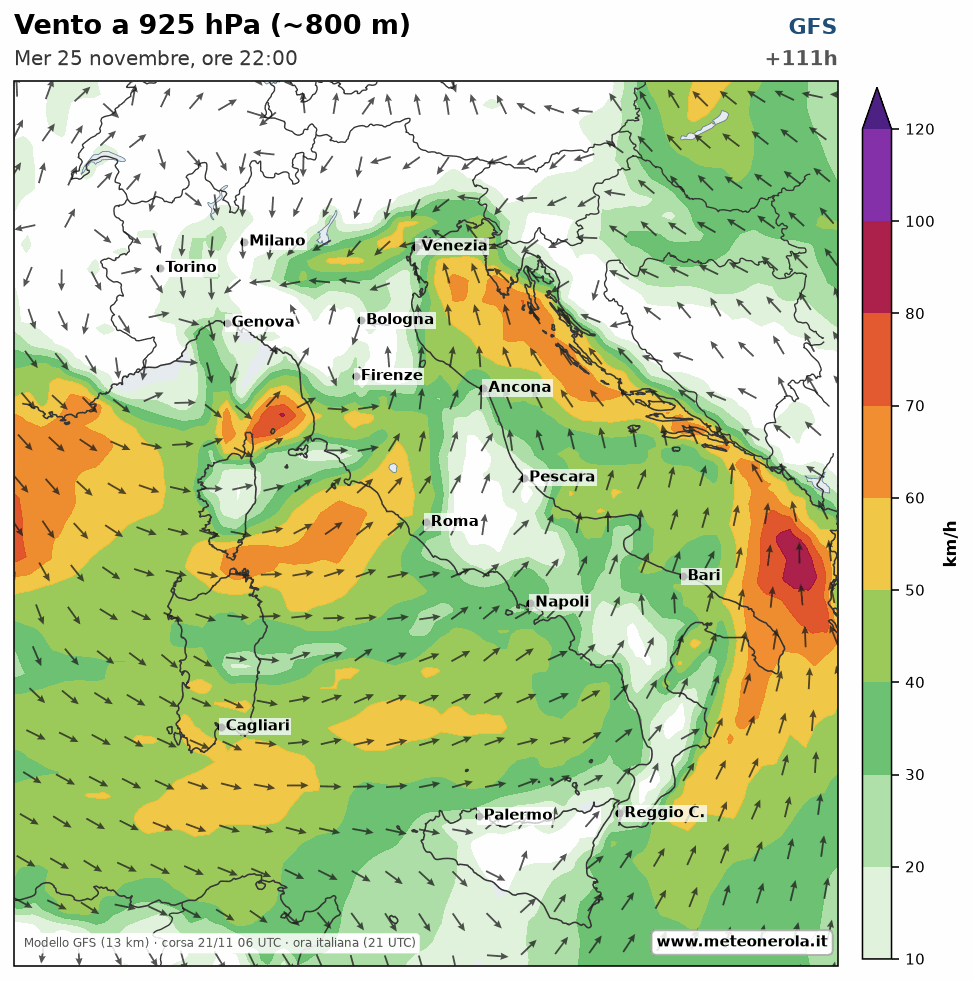 Vento a 925 hPa (~800 m)
GFS
Mer 25 novembre, ore 22:00
+111h
120
100
80
70
60
50
40
30
20
10
km/h
Venezia
Milano
Torino
Genova
Bologna
Firenze
Ancona
Pescara
Roma
Bari
Napoli
Cagliari
Palermo
Reggio C.
Modello GFS (13 km) · corsa 21/11 06 UTC · ora italiana (21 UTC)
www.meteonerola.it